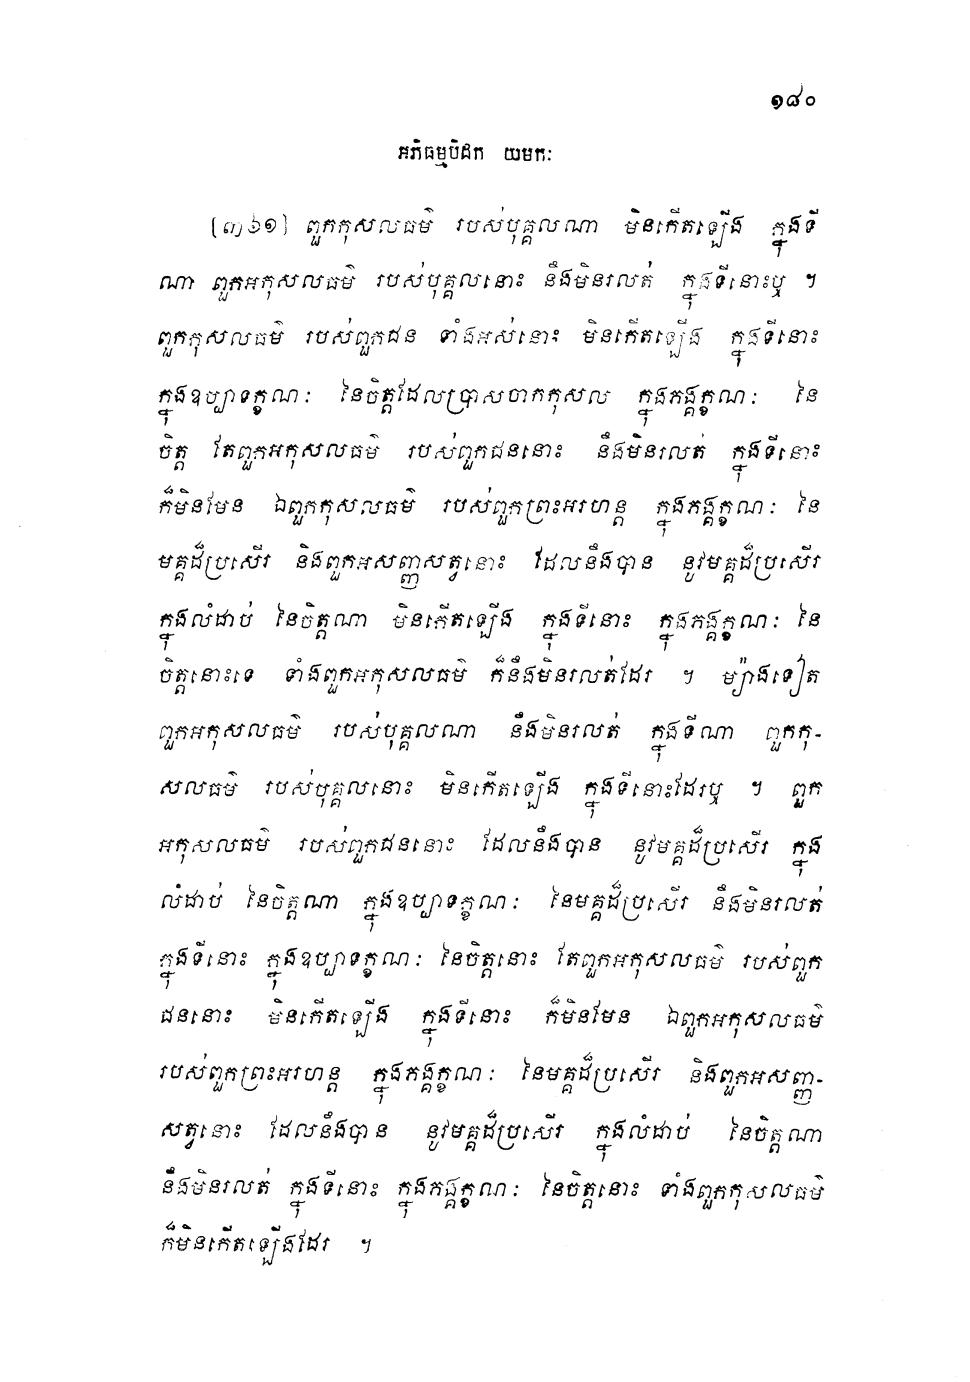 ១៨០
អភិធម្មបិដក យមកៈ
[៣៦១] ពួកកុសលធម៌ របស់បុគ្គលណា មិនកើតឡើង ក្នុងទី
ណា ពួកអកុសលធម៌ របស់បុគ្គលនោះ នឹងមិនរលត់ ក្នុងទីនោះឬ ។
ពួកកុសលធម៌ របស់ពួកជន ទាំងអស់នោះ មិនកើតឡើង ក្នុងទីនោះ
ក្នុងឧប្បាទក្ខណៈ នៃចិត្តដែលប្រាសចាកកុសល ក្នុងភង្គក្ខណៈ នៃ
ចិត្ត តែពួកអកុសលធម៌ របស់ពួកជននោះ នឹងមិនរលត់ ក្នុងទីនោះ
ក៏មិនមែន ឯពួកកុសលធម៌ របស់ពួកព្រះអរហន្ត ក្នុងភង្គក្ខណៈ នៃ
មគ្គដ៏ប្រសើរ និងពួកអសញ្ញសត្វនោះ ដែលនឹងបាន នូវមគ្គដ៏ប្រសើរ
ក្នុងលំដាប់ នៃចិត្តណា មិនកើតឡើង ក្នុងទីនោះ ក្នុងភង្គក្ខណៈ នៃ
ចិត្តនោះទេ ទាំងពួកអកុសលធម៌ ក៏នឹងមិនរលត់ដែរ ។ ម្យ៉ាងទៀត
ពួកអកុសលធម៌ របស់បុគ្គលណា នឹងមិនរលត់ ក្នុងទីណា ពួកកុ-
សលធម៌ របស់បុគ្គលនោះ មិនកើតឡើង ក្នុងទីនោះដែរឬ ។ ពួក
អកុសលធម៌ របស់ពួកជននោះ ដែលនឹងបាន នូវមគ្គដ៏ប្រសើរ ក្នុង
លំដាប់ នៃចិត្តណា ក្នុងឧប្បាទក្ខណៈ នៃមគ្គដ៏ប្រសើរ នឹងមិនរលត់
ក្នុងទីនោះ ក្នុងឧប្បាទក្ខណៈ នៃចិត្តនោះ តែពួកអកុសលធម៌ របស់ពួក
ជននោះ មិនកើតឡើង ក្នុងទីនោះ ក៏មិនមែន ឯពួកអកុសលធម៌
របស់ពួកព្រះអរហន្ត ក្នុងភង្គក្ខណៈ នៃមគ្គដ៏ប្រសើរ និងពួកអសញ្ញ-
សត្វនោះ ដែលនឹងបាន នូវមគ្គដ៏ប្រសើរ ក្នុងលំដាប់ នៃចិត្តណា
នឹងមិនរលត់ ក្នុងទីនោះ ក្នុងភង្គក្ខណៈ នៃចិត្តនោះ ទាំងពួកកុសលធម៌
ក៏មិនកើតឡើងដែរ ។